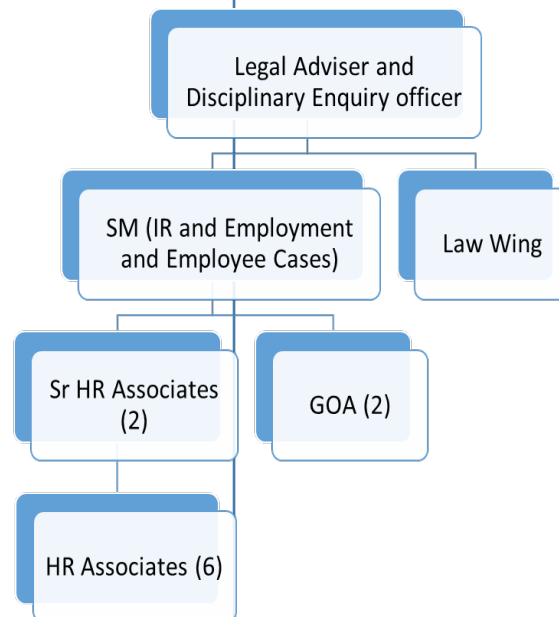 Legal Adviser and
Disciplinary Enquiry officer
SM (IR and Employment
and Employee Cases)
Law Wing
Sr HR Associates
(2)
GOA (2)
HR Associates (6)